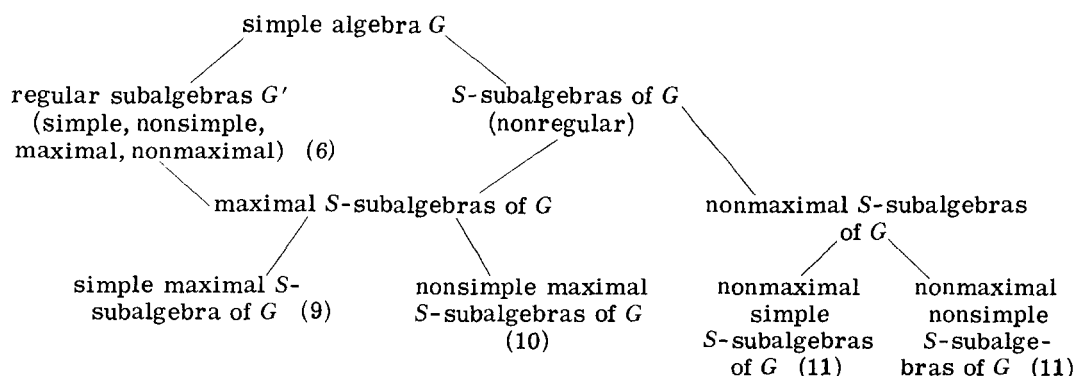 simple algebra G
regular subalgebras G′
(simple, nonsimple,
maximal, nonmaximal) (6)
S-subalgebras of G
(nonregular)
maximal S-subalgebras of G
nonmaximal S-subalgebras
of G
simple maximal S-
subalgebra of G (9)
nonsimple maximal
S-subalgebras of G
(10)
nonmaximal
simple
S-subalgebras
of G (11)
nonmaximal
nonsimple
S-subalge-
bras of G (11)